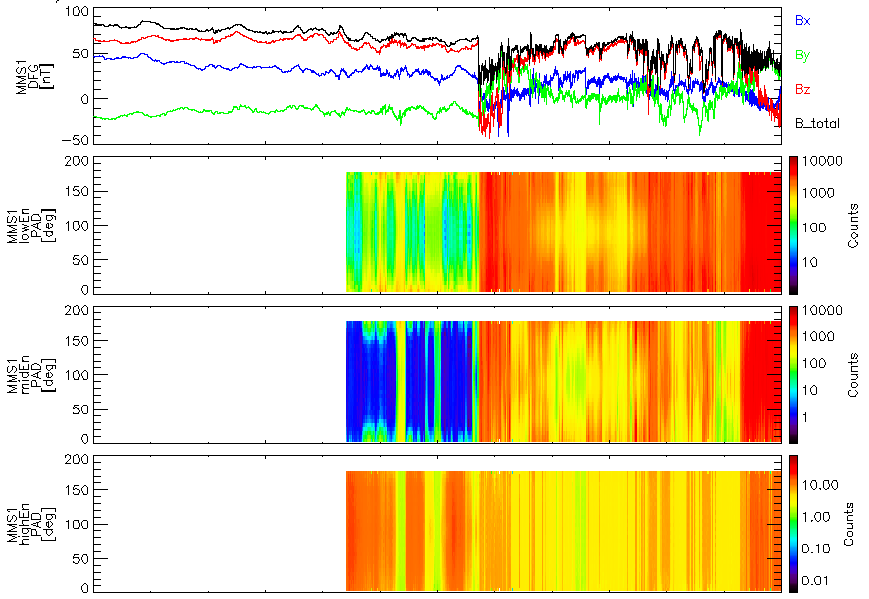 100
50
0
−50
MMS1
DFG
[nT]
Bx
By
Bz
B_total
200
150
100
50
0
MMS1
lowEn
PAD
[deg]
10000
1000
100
10
Counts
200
150
100
50
0
MMS1
midEn
PAD
[deg]
10000
1000
100
10
1
Counts
200
150
100
50
0
MMS1
highEn
PAD
[deg]
10.00
1.00
0.10
0.01
Counts